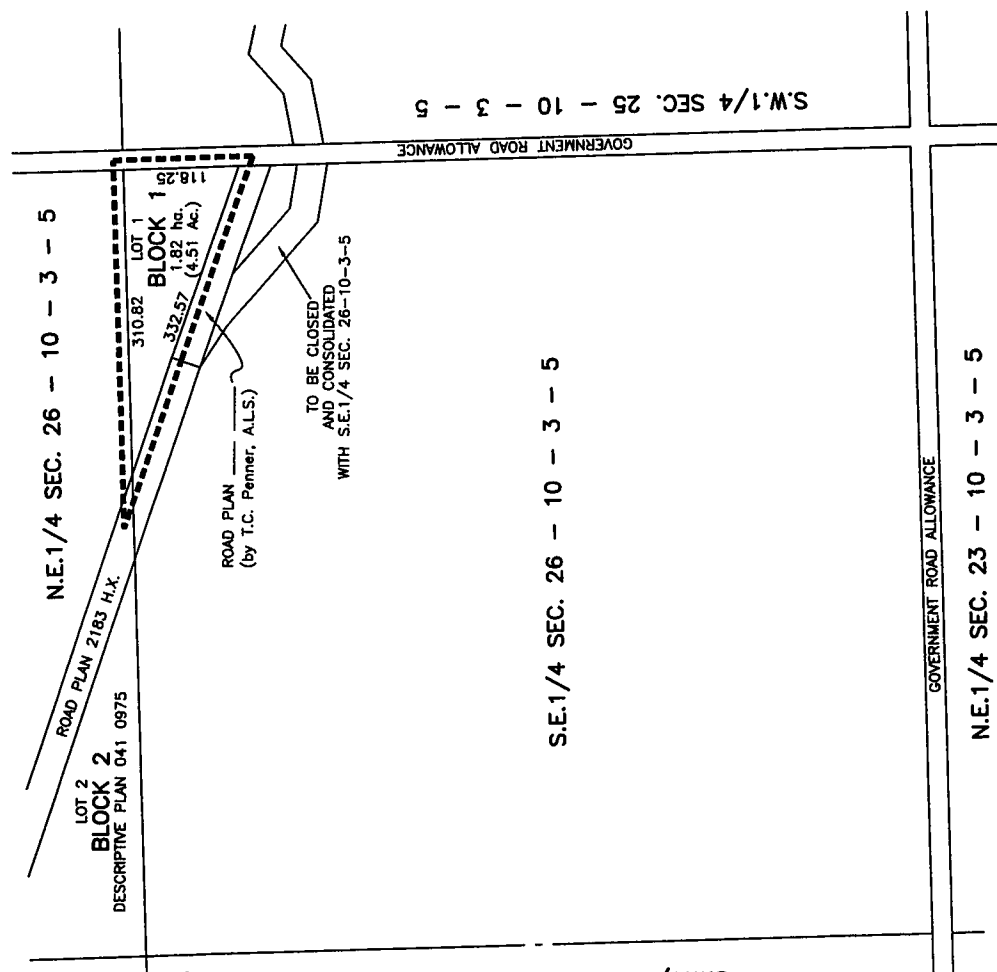 S.W.1/4 SEC. 25 - 10 - 3 - 5
GOVERNMENT ROAD ALLOWANCE
N.E.1/4 SEC. 26 - 10 - 3 - 5
118.25
LOT 1
BLOCK 1
1.82 ha.
(4.51 Ac.)
310.82
332.57
TO BE CLOSED
AND CONSOLIDATED
WITH S.E.1/4 SEC. 26-10-3-5
ROAD PLAN
(by T.C. Penner, A.L.S.)
ROAD PLAN 2183 H.X.
LOT 2
BLOCK 2
DESCRIPTIVE PLAN 041 0975
S.E.1/4 SEC. 26 - 10 - 3 - 5
GOVERNMENT ROAD ALLOWANCE
N.E.1/4 SEC. 23 - 10 - 3 - 5